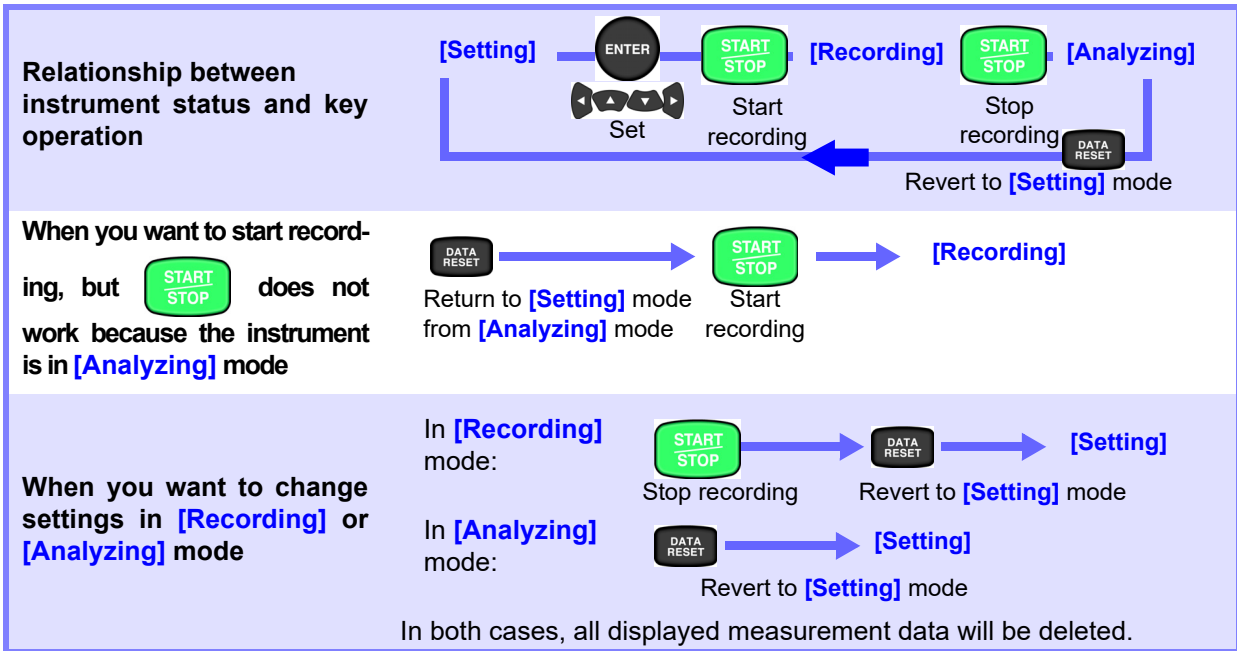 Relationship between
instrument status and key
operation
[Setting]
ENTER
Set
START
STOP
Start
recording
[Recording]
START
STOP
Stop
recording
[Analyzing]
DATA
RESET
Revert to [Setting] mode
When you want to start record-
ing, but START STOP does not
work because the instrument
is in [Analyzing] mode
DATA
RESET
Return to [Setting] mode
from [Analyzing] mode
START
STOP
Start
recording
[Recording]
When you want to change
settings in [Recording] or
[Analyzing] mode
In [Recording]
mode:
START
STOP
Stop recording
DATA
RESET
Revert to [Setting] mode
[Setting]
In [Analyzing]
mode:
DATA
RESET
[Setting]
Revert to [Setting] mode
In both cases, all displayed measurement data will be deleted.